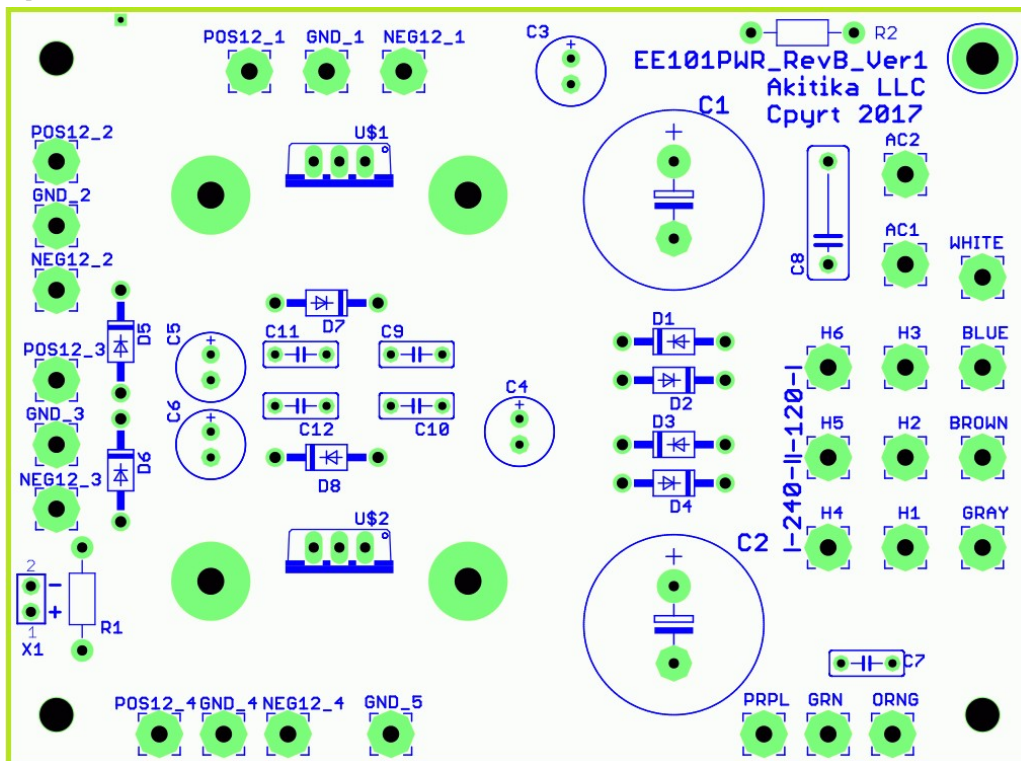 POS12_1 GND_1 NEG12_1
C3
R2
EE101PWR_RevB_Ver1
Akitika LLC
Cpyrt 2017
C1
POS12_2
U$1
AC2
GND_2
AC1
WHITE
NEG12_2
C8
D7
D5
C5
C11
C9
D1
H6 H3 BLUE
POS12_3
D2
C4
GND_3
C6
C12
C10
D3
H5 H2 BROWN
|-240-||-120-|
D6
NEG12_3
D8
D4
H4 H1 GRAY
U$2
C2
2
-
+
1
X1
R1
C7
POS12_4 GND_4 NEG12_4 GND_5
PRPL GRN ORNG